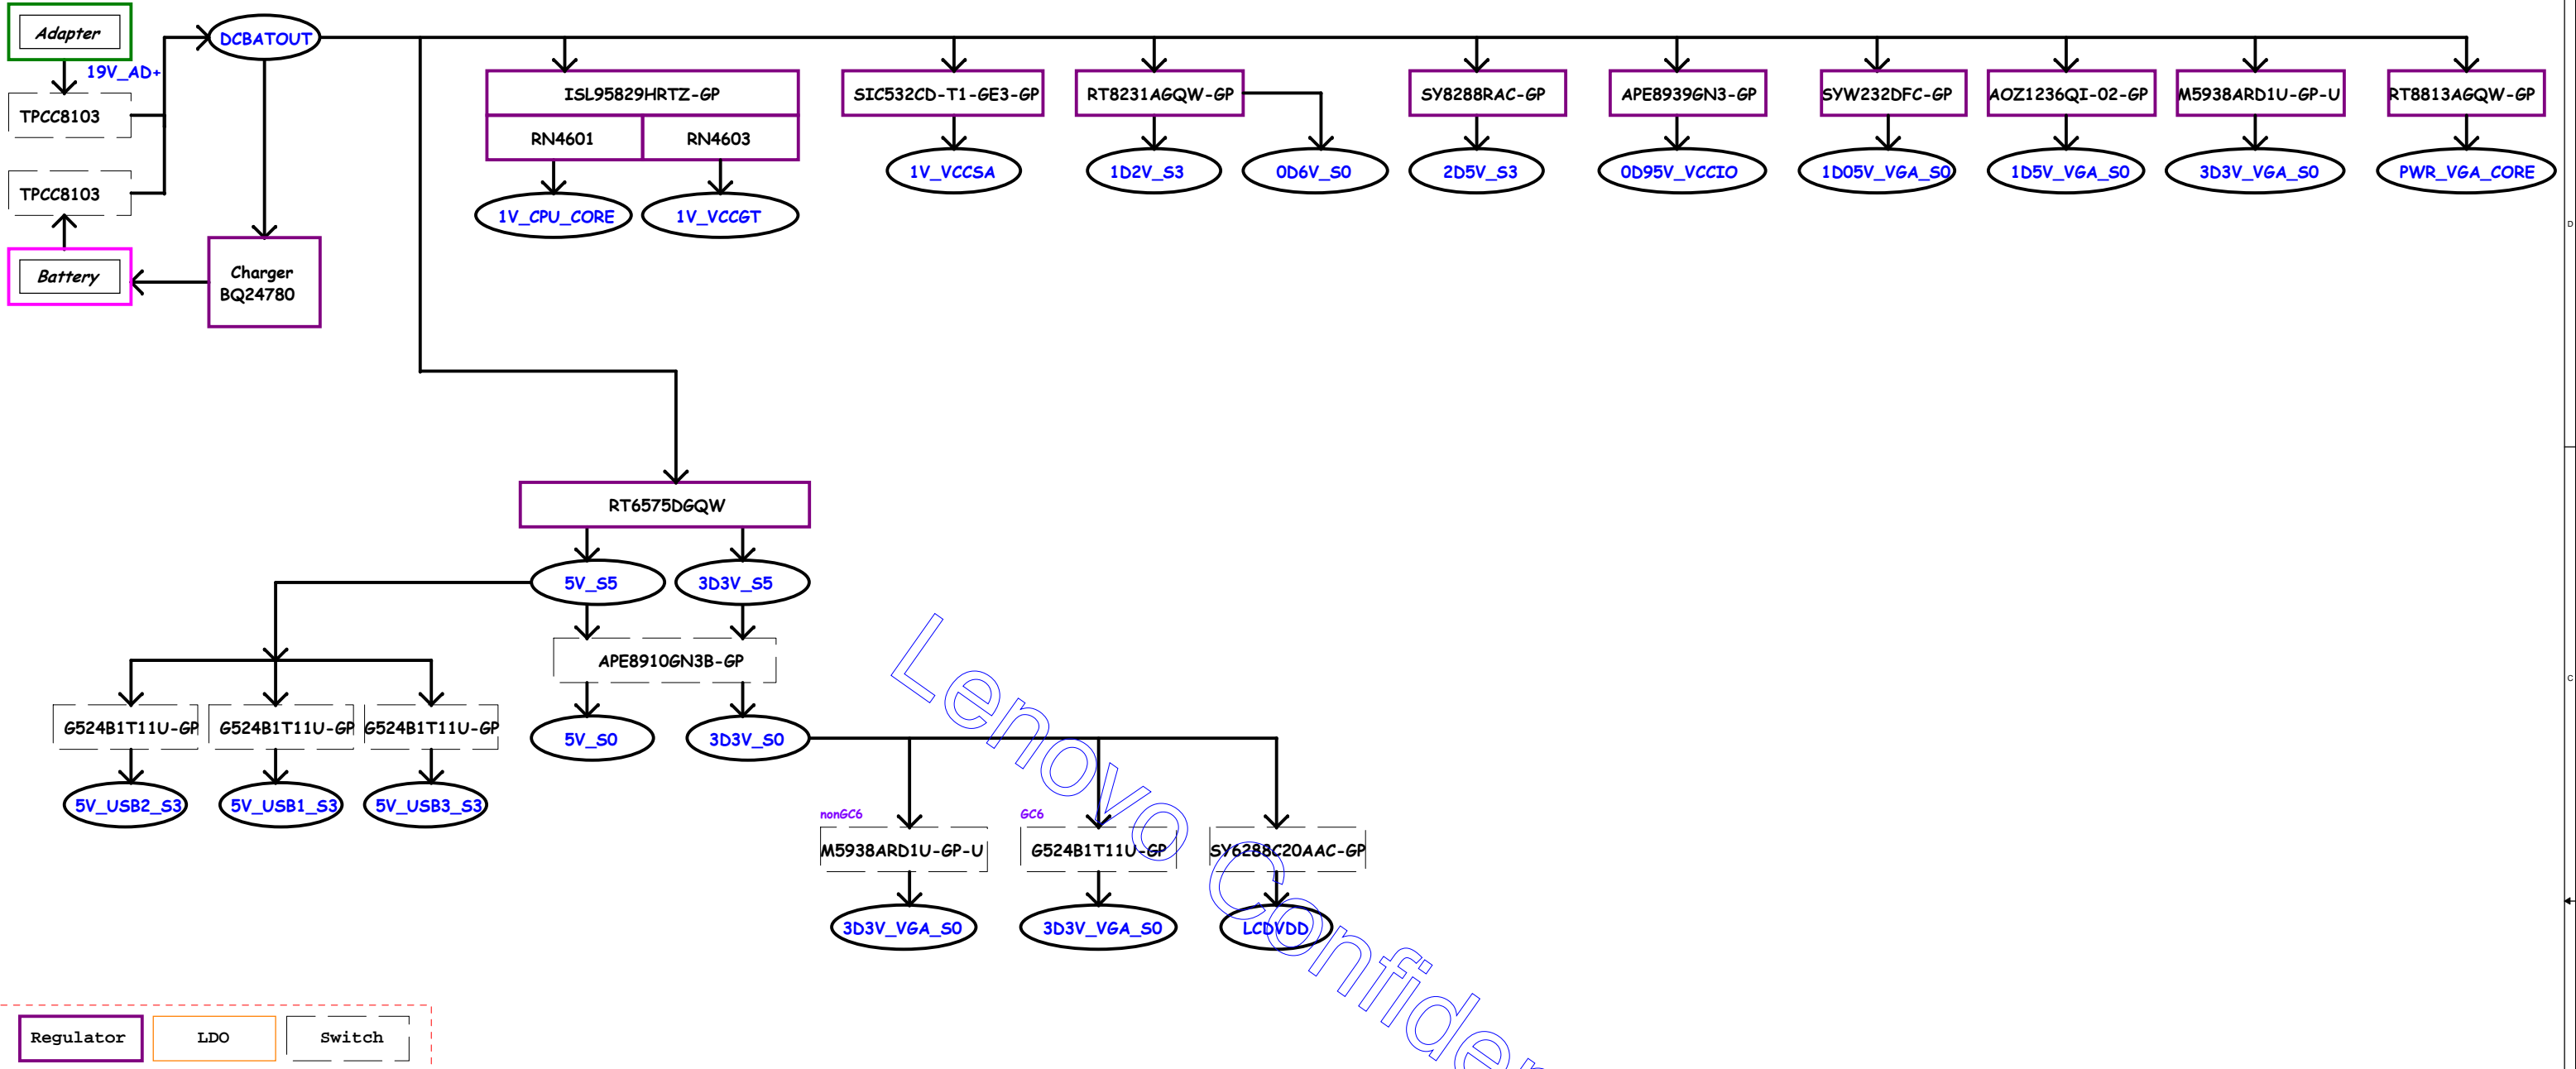 Adapter
19V_AD+
DCBATOUT
TPCC8103
TPCC8103
Battery
Charger
BQ24780
ISL95829HRTZ-GP
RN4601
RN4603
1V_CPU_CORE
1V_VCCGT
SIC532CD-T1-GE3-GP
1V_VCCSA
RT8231AGQW-GP
1D2V_S3
0D6V_S0
SY8288RAC-GP
2D5V_S3
APE8939GN3-GP
0D95V_VCCIO
SYW232DFC-GP
1D05V_VGA_S0
AOZ1236QI-02-GP
1D5V_VGA_S0
M5938ARD1U-GP-U
3D3V_VGA_S0
RT8813AGQW-GP
PWR_VGA_CORE
D
RT6575DGQW
5V_S5
3D3V_S5
APE8910GN3B-GP
5V_S0
3D3V_S0
G524B1T11U-GP
G524B1T11U-GP
G524B1T11U-GP
5V_USB2_S3
5V_USB1_S3
5V_USB3_S3
C
nonGC6
M5938ARD1U-GP-U
3D3V_VGA_S0
GC6
G524B1T11U-GP
3D3V_VGA_S0
SY6288C20AAC-GP
LCDVDD
Lenovo Confider
Regulator
LDO
Switch